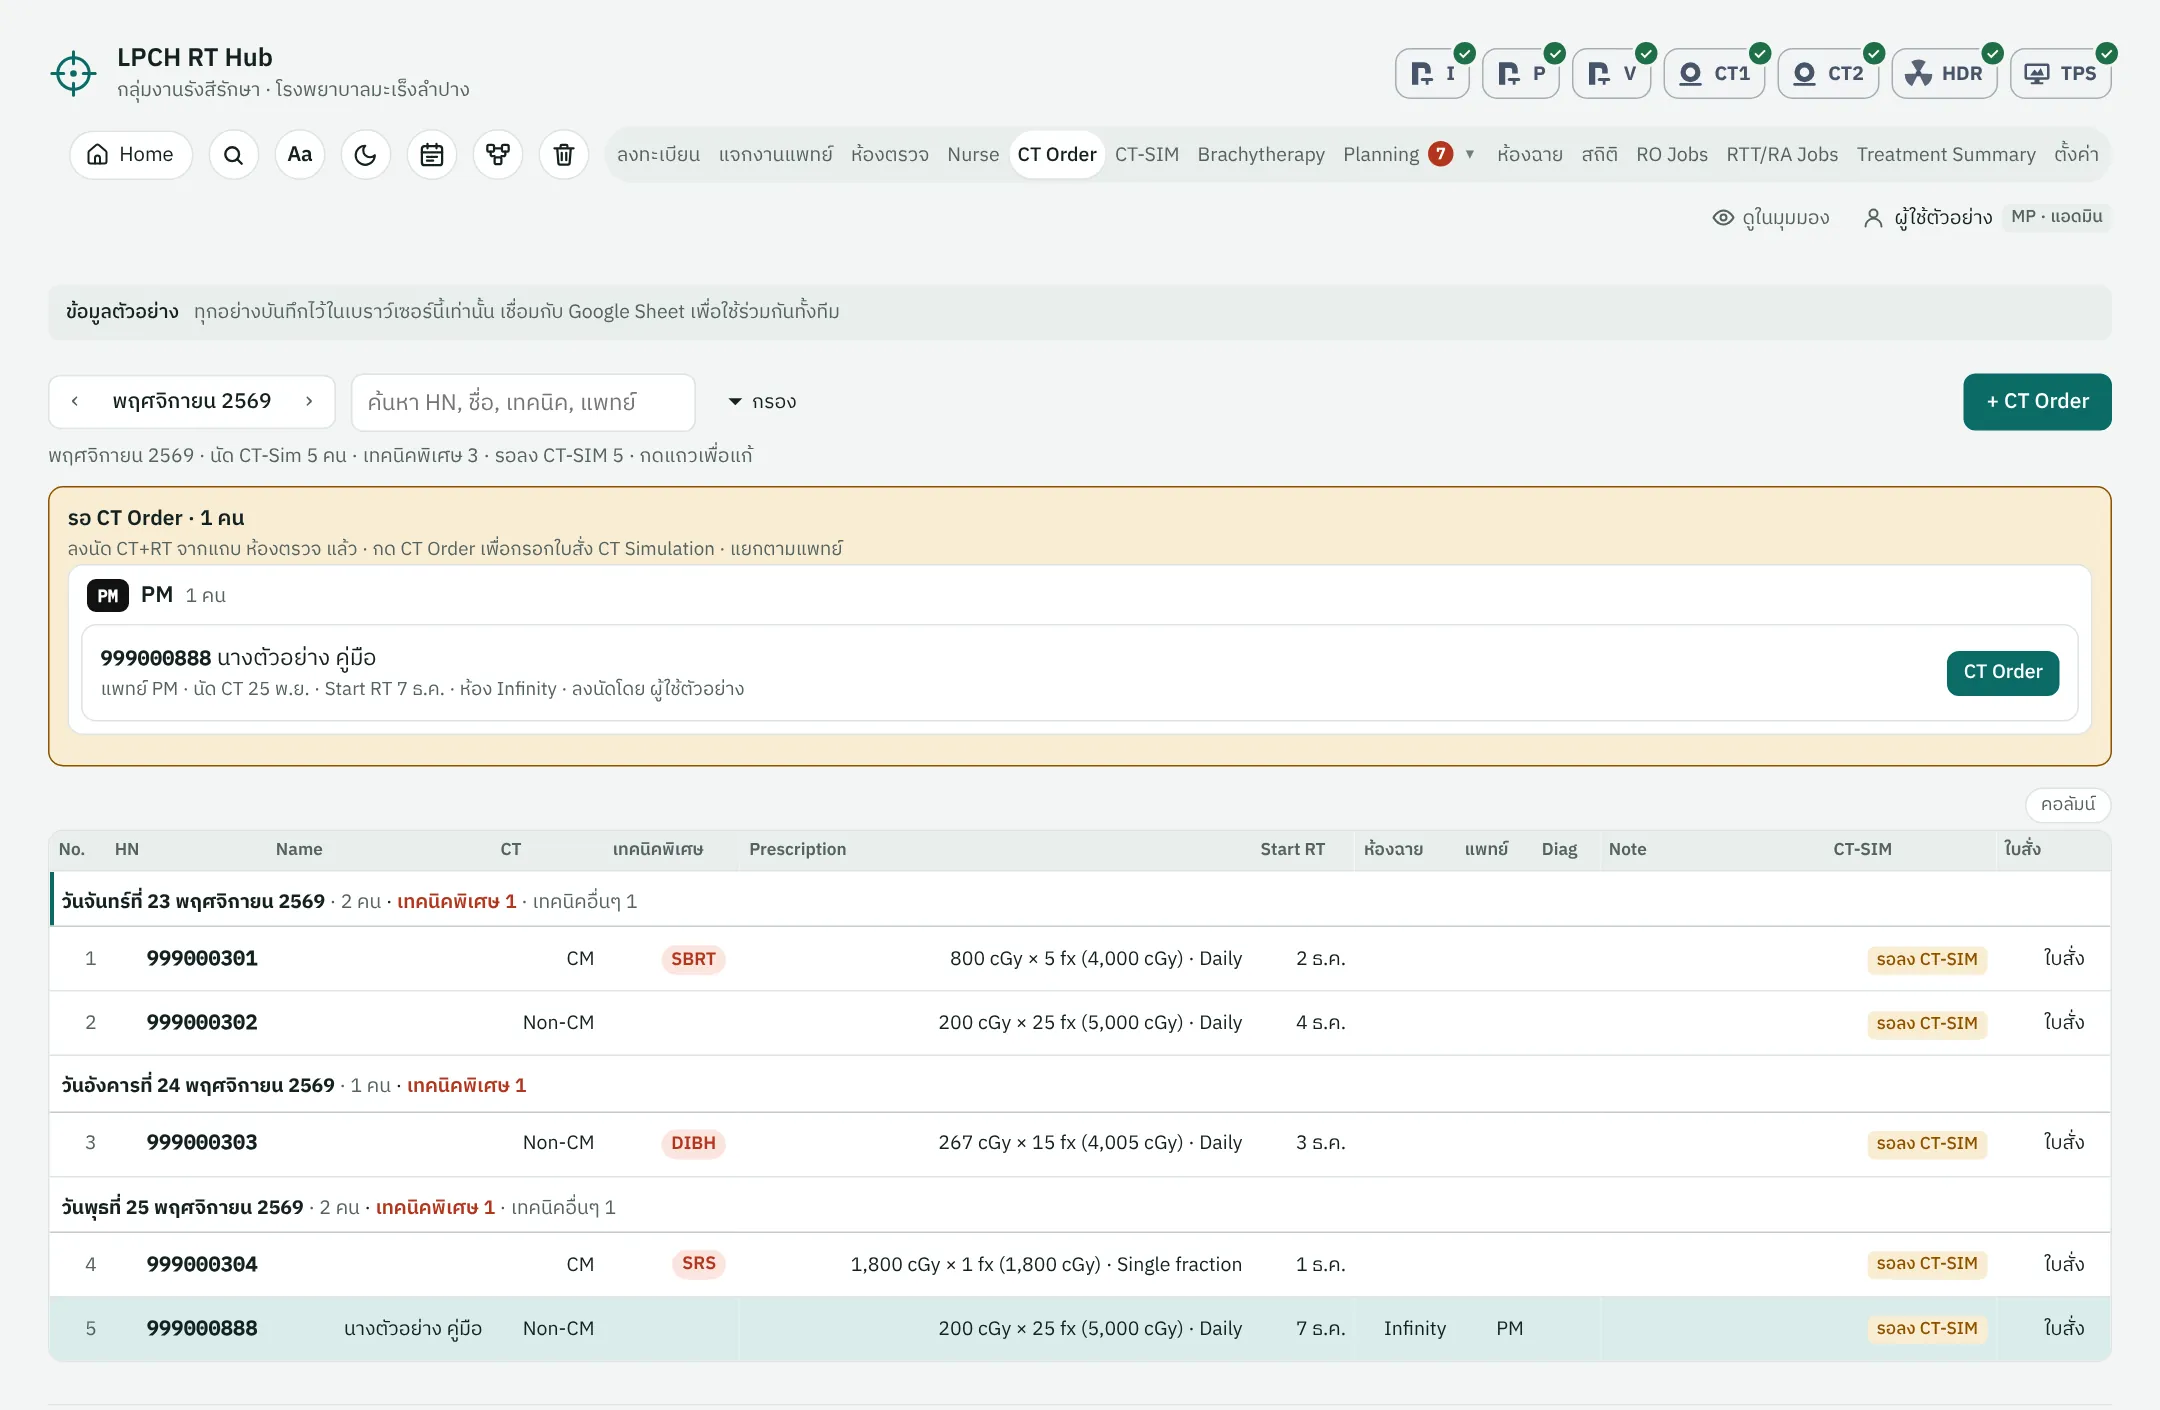 LPCH RT Hub
กลุ่มงานรังสีรักษา · โรงพยาบาลมะเร็งลำปาง
I P V CT1 CT2 HDR TPS
Home Aa ลงทะเบียน แจกงานแพทย์ ห้องตรวจ Nurse CT Order CT-SIM Brachytherapy Planning 7 ▼ ห้องฉาย สถิติ RO Jobs RTT/RA Jobs Treatment Summary ตั้งค่า
ดูในมุมมอง ผู้ใช้ตัวอย่าง MP · แอดมิน
ข้อมูลตัวอย่าง ทุกอย่างบันทึกไว้ในเบราว์เซอร์นี้เท่านั้น เชื่อมกับ Google Sheet เพื่อใช้ร่วมกันทั้งทีม
‹ พฤศจิกายน 2569 › ค้นหา HN, ชื่อ, เทคนิค, แพทย์ ▼ กรอง + CT Order
พฤศจิกายน 2569 · นัด CT-Sim 5 คน · เทคนิคพิเศษ 3 · รอลง CT-SIM 5 · กดแถวเพื่อแก้
รอ CT Order · 1 คน
ลงนัด CT+RT จากแถบ ห้องตรวจ แล้ว · กด CT Order เพื่อกรอกใบสั่ง CT Simulation · แยกตามแพทย์
PM PM 1 คน
999000888 นางตัวอย่าง คู่มือ
แพทย์ PM · นัด CT 25 พ.ย. · Start RT 7 ธ.ค. · ห้อง Infinity · ลงนัดโดย ผู้ใช้ตัวอย่าง
CT Order
คอลัมน์
No. HN Name CT เทคนิคพิเศษ Prescription Start RT ห้องฉาย แพทย์ Diag Note CT-SIM ใบสั่ง
วันจันทร์ที่ 23 พฤศจิกายน 2569 · 2 คน · เทคนิคพิเศษ 1 · เทคนิคอื่นๆ 1
1 999000301 CM SBRT 800 cGy × 5 fx (4,000 cGy) · Daily 2 ธ.ค. รอลง CT-SIM ใบสั่ง
2 999000302 Non-CM 200 cGy × 25 fx (5,000 cGy) · Daily 4 ธ.ค. รอลง CT-SIM ใบสั่ง
วันอังคารที่ 24 พฤศจิกายน 2569 · 1 คน · เทคนิคพิเศษ 1
3 999000303 Non-CM DIBH 267 cGy × 15 fx (4,005 cGy) · Daily 3 ธ.ค. รอลง CT-SIM ใบสั่ง
วันพุธที่ 25 พฤศจิกายน 2569 · 2 คน · เทคนิคพิเศษ 1 · เทคนิคอื่นๆ 1
4 999000304 CM SRS 1,800 cGy × 1 fx (1,800 cGy) · Single fraction 1 ธ.ค. รอลง CT-SIM ใบสั่ง
5 999000888 นางตัวอย่าง คู่มือ Non-CM 200 cGy × 25 fx (5,000 cGy) · Daily 7 ธ.ค. Infinity PM รอลง CT-SIM ใบสั่ง